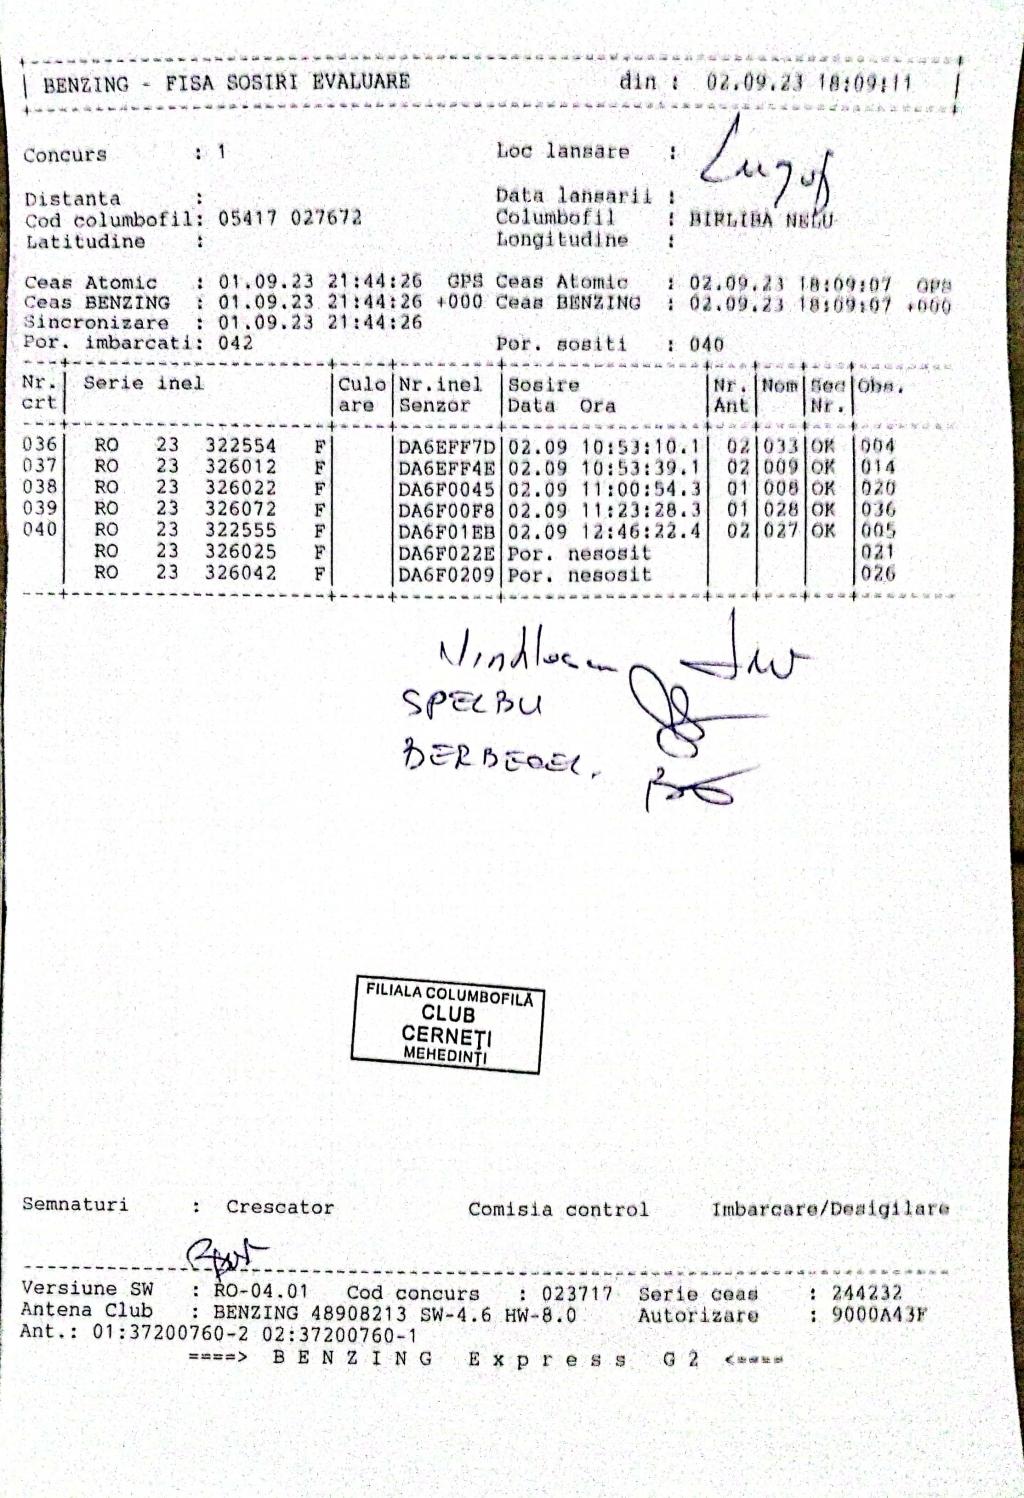 BENZING - FISA SOSIRI EVALUARE din : 02.09.23 18:09:11
Concurs : 1 Loc lansare : Lugoj
Distanta : Data lansarii :
Cod columbofil: 05417 027672 Columbofil : BIRLIBA NELU
Latitudine : Longitudine :
Ceas Atomic : 01.09.23 21:44:26 GPS Ceas Atomic : 02.09.23 18:09:07 GPS
Ceas BENZING : 01.09.23 21:44:26 +000 Ceas BENZING : 02.09.23 18:09:07 +000
Sincronizare : 01.09.23 21:44:26
Por. imbarcati: 042 Por. sositi : 040
Nr. Serie inel Culo Nr.inel Sosire Nr. Nom Sec Obs.
crt are Senzor Data Ora Ant Nr.
036 RO 23 322554 F DA6EFF7D 02.09 10:53:10.1 02 033 OK 004
037 RO 23 326012 F DA6EFF4E 02.09 10:53:39.1 02 009 OK 014
038 RO 23 326022 F DA6F0045 02.09 11:00:54.3 01 008 OK 020
039 RO 23 326072 F DA6F00F8 02.09 11:23:28.3 01 028 OK 036
040 RO 23 322555 F DA6F01EB 02.09 12:46:22.4 02 027 OK 005
RO 23 326025 F DA6F022E Por. nesosit 021
RO 23 326042 F DA6F0209 Por. nesosit 026
SPELBU
FILIALA COLUMBOFILĂ
CLUB
CERNEȚI
MEHEDINȚI
Semnaturi : Crescator Comisia control Imbarcare/Desigilare
Versiune SW : RO-04.01 Cod concurs : 023717 Serie ceas : 244232
Antena Club : BENZING 48908213 SW-4.6 HW-8.0 Autorizare : 9000A43F
Ant.: 01:37200760-2 02:37200760-1
====> B E N Z I N G E x p r e s s G 2 <====